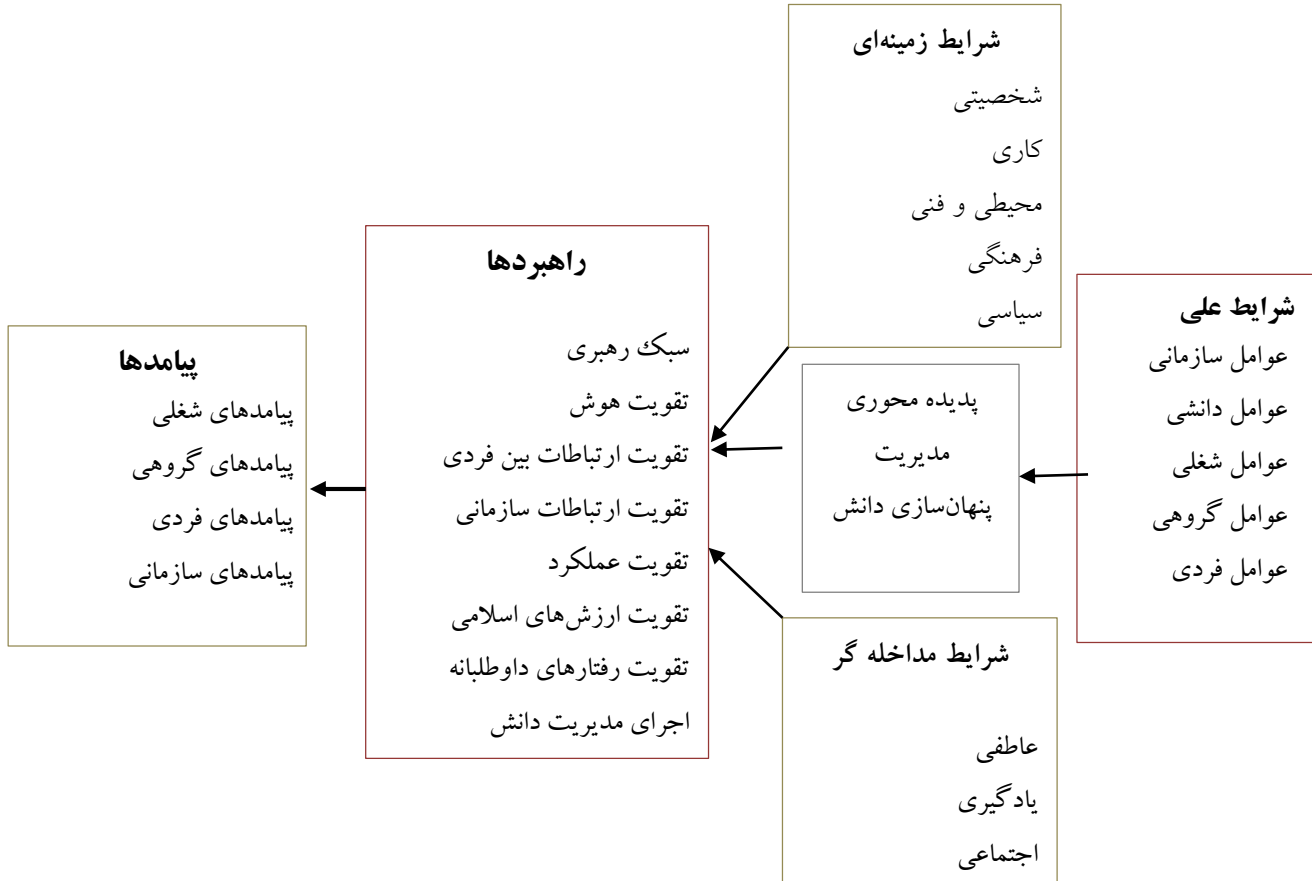 شرایط زمینه‌ای
شخصیتی
کاری
محیطی و فنی
فرهنگی
سیاسی
شرایط علی
عوامل سازمانی
عوامل دانشی
عوامل شغلی
عوامل گروهی
عوامل فردی
پدیده محوری
مدیریت
پنهان‌سازی دانش
شرایط مداخله گر
عاطفی
یادگیری
اجتماعی
راهبردها
سبک رهبری
تقویت هوش
تقویت ارتباطات بین فردی
تقویت ارتباطات سازمانی
تقویت عملکرد
تقویت ارزش‌های اسلامی
تقویت رفتارهای داوطلبانه
اجرای مدیریت دانش
پیامدها
پیامدهای شغلی
پیامدهای گروهی
پیامدهای فردی
پیامدهای سازمانی